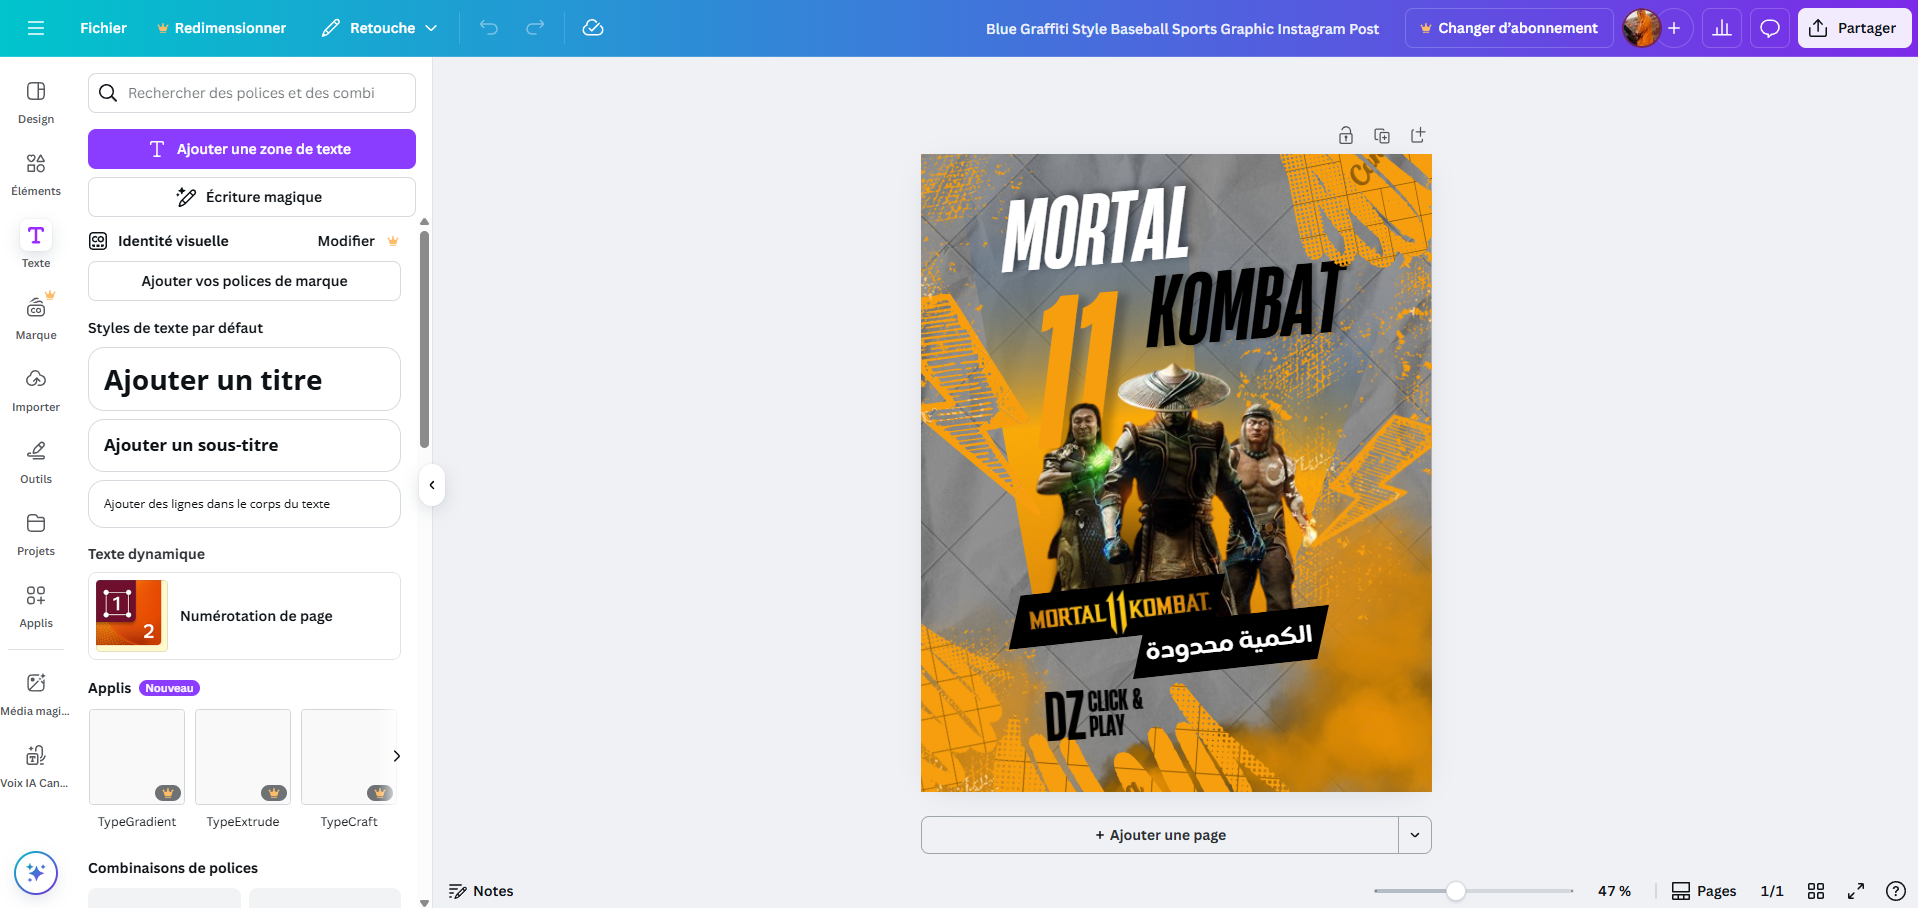 Fichier
Redimensionner
Retouche
Blue Graffiti Style Baseball Sports Graphic Instagram Post
Changer d'abonnement
Partager
Design
Éléments
Texte
Marque
Importer
Outils
Projets
Applis
Média magi...
Voix IA Can...
Rechercher des polices et des combi
Ajouter une zone de texte
Écriture magique
Identité visuelle
Modifier
Ajouter vos polices de marque
Styles de texte par défaut
Ajouter un titre
Ajouter un sous-titre
Ajouter des lignes dans le corps du texte
Texte dynamique
1
2
Numérotation de page
Applis
Nouveau
TypeGradient
TypeExtrude
TypeCraft
Combinaisons de polices
MORTAL
KOMBAT
11
MORTAL 11 KOMBAT
الكمية محدودة
DZ CLICK &
PLAY
+ Ajouter une page
Notes
47 %
Pages
1/1